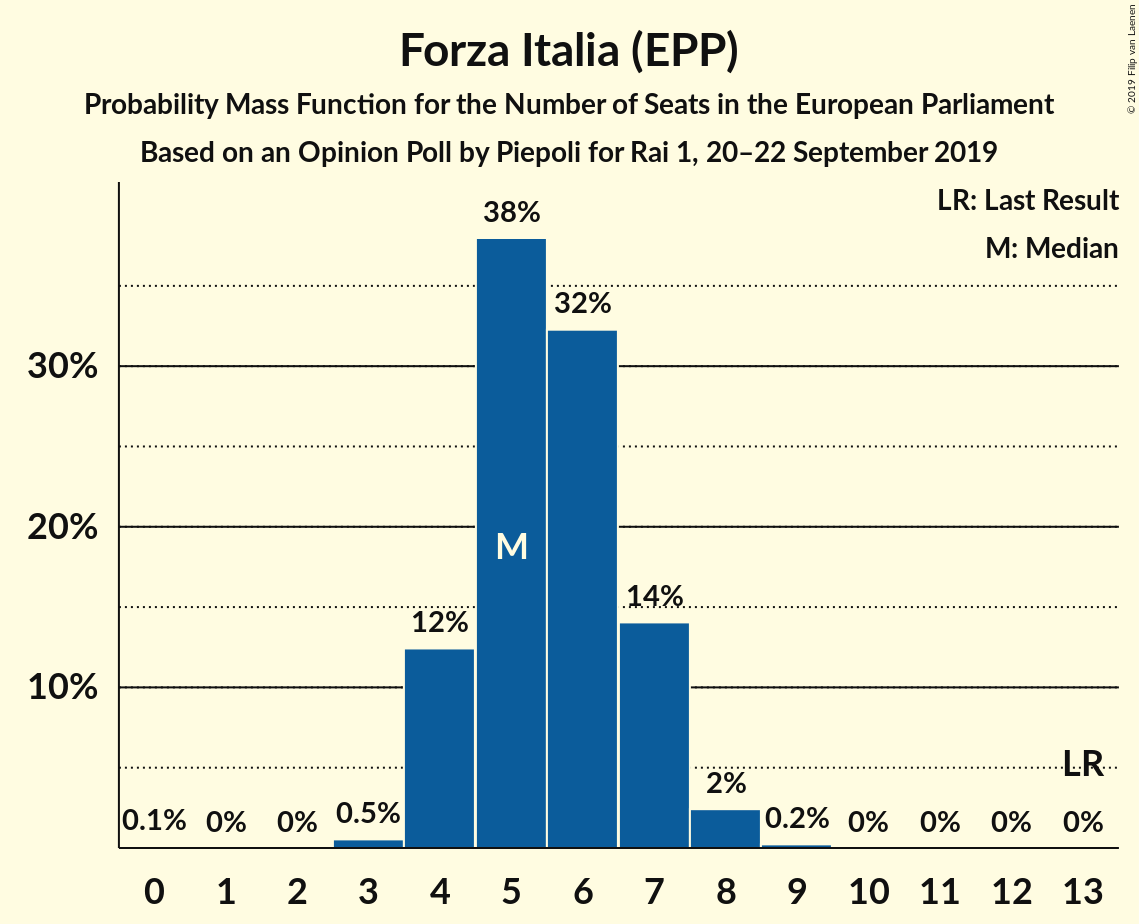 Forza Italia (EPP)
Probability Mass Function for the Number of Seats in the European Parliament
Based on an Opinion Poll by Piepoli for Rai 1, 20–22 September 2019
© 2019 Filip van Laenen
LR: Last Result
M: Median
38%
32%
30%
20%
M
14%
12%
10%
LR
2%
0.1% 0% 0% 0.5% 0.2% 0% 0% 0% 0%
0 1 2 3 4 5 6 7 8 9 10 11 12 13